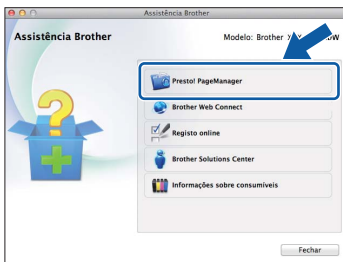 Assistência Brother
Assistência Brother
Modelo: Brother
Presto! PageManager
Brother Web Connect
Registo online
Brother Solutions Center
Informações sobre consumíveis
Fechar